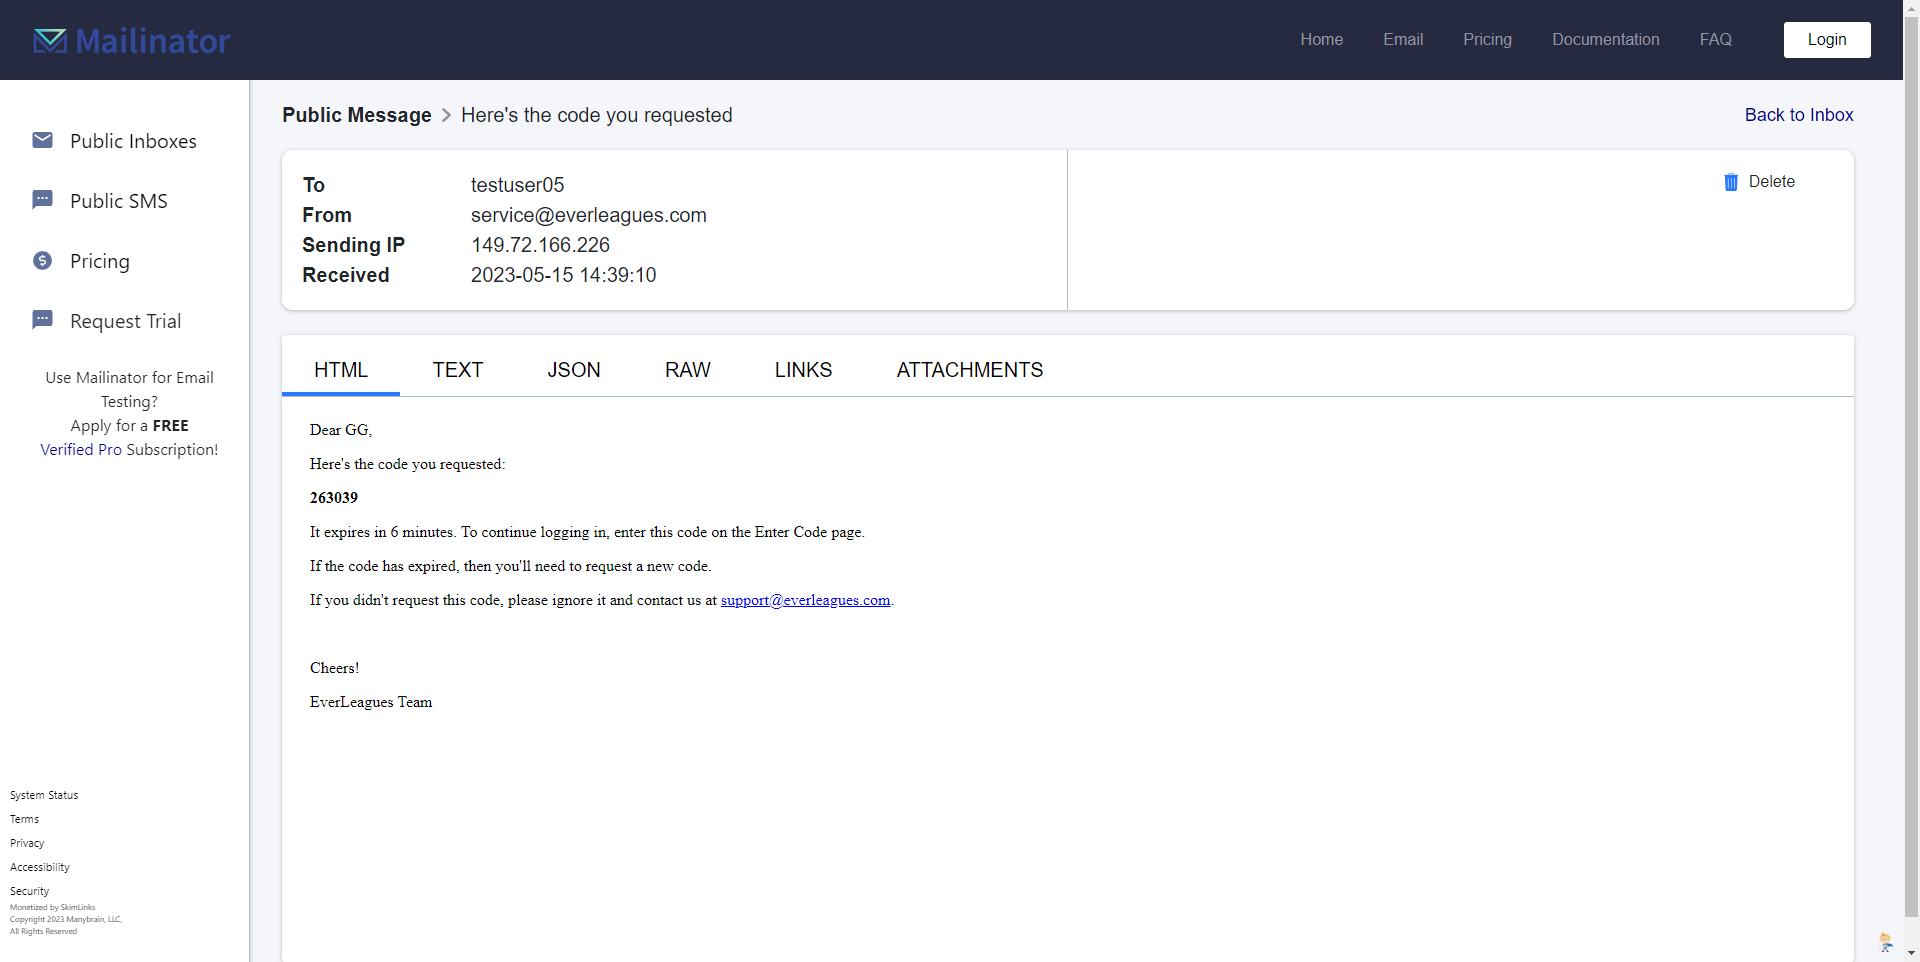 Mailinator
Home Email Pricing Documentation FAQ Login
Public Inboxes
Public SMS
Pricing
Request Trial
Use Mailinator for Email
Testing?
Apply for a FREE
Verified Pro Subscription!
System Status
Terms
Privacy
Accessibility
Security
Monetized by SkimLinks
Copyright 2023 Manybrain, LLC,
All Rights Reserved
Public Message > Here's the code you requested
Back to Inbox
To testuser05
From service@everleagues.com
Sending IP 149.72.166.226
Received 2023-05-15 14:39:10
Delete
HTML TEXT JSON RAW LINKS ATTACHMENTS
Dear GG,
Here's the code you requested:
263039
It expires in 6 minutes. To continue logging in, enter this code on the Enter Code page.
If the code has expired, then you'll need to request a new code.
If you didn't request this code, please ignore it and contact us at support@everleagues.com.
Cheers!
EverLeagues Team